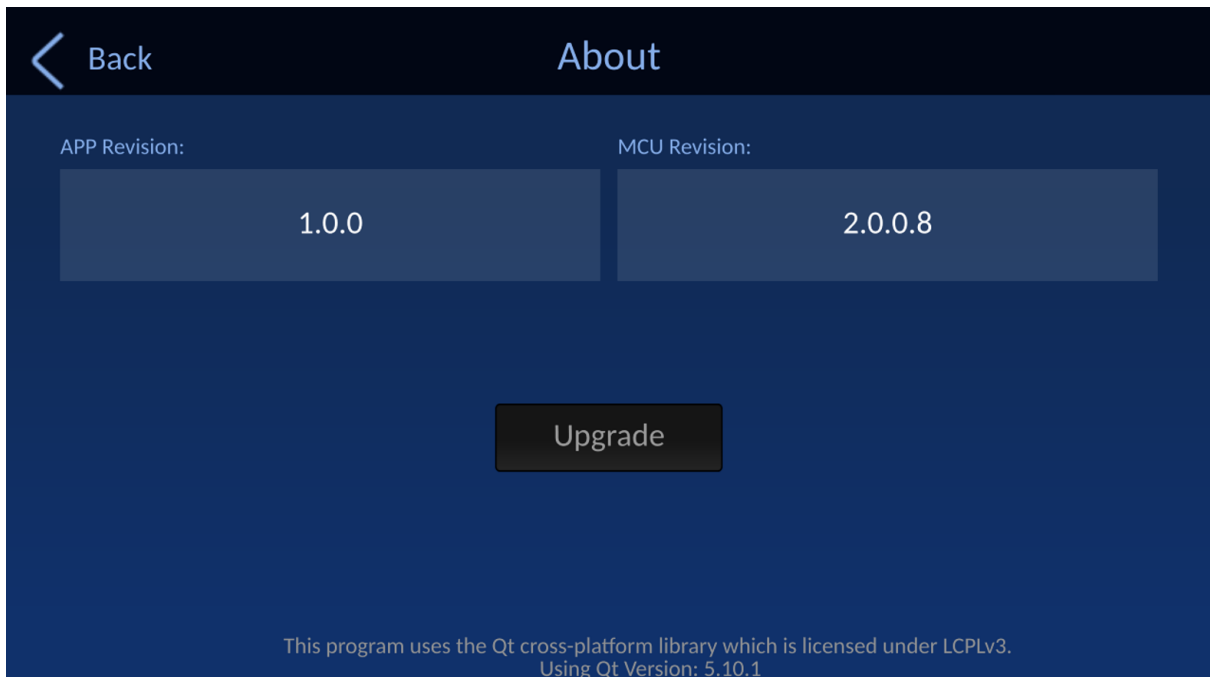 Back
About
APP Revision:
MCU Revision:
1.0.0
2.0.0.8
Upgrade
This program uses the Qt cross-platform library which is licensed under LCPLv3.
Using Qt Version: 5.10.1